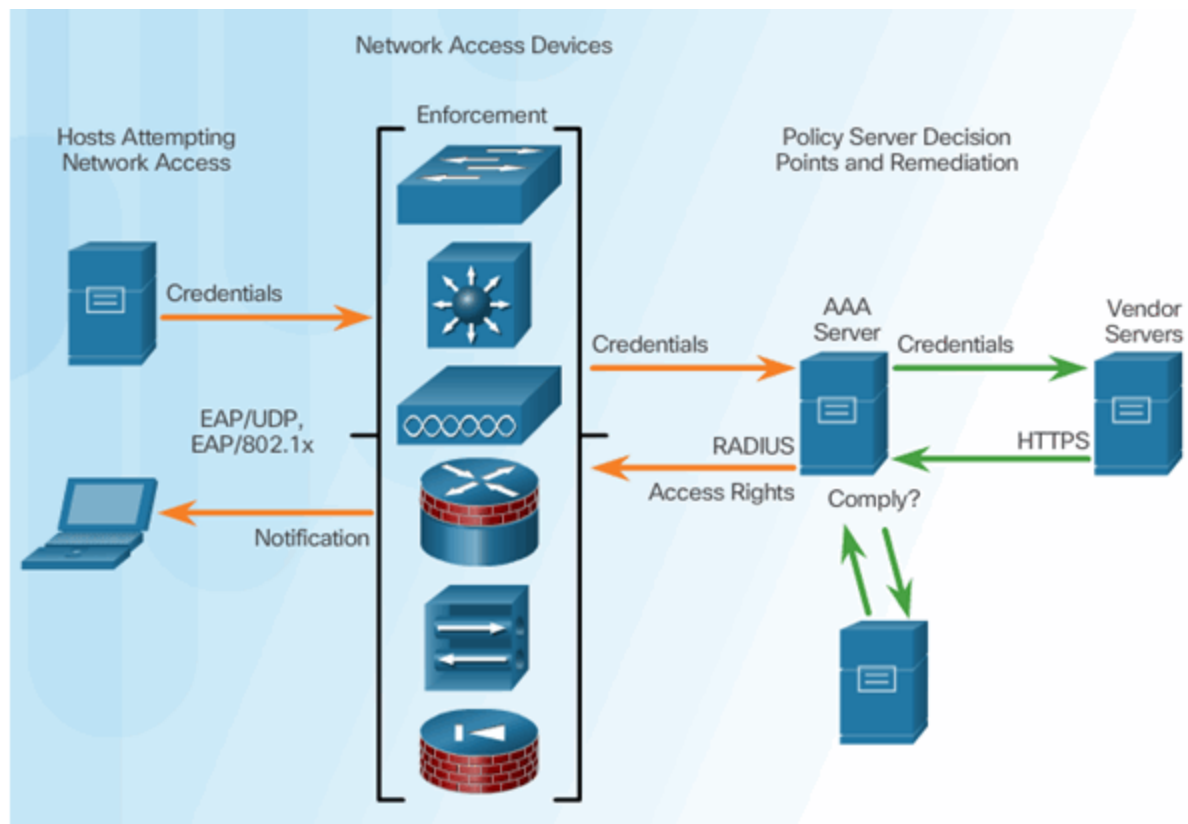 Network Access Devices
Enforcement
Hosts Attempting
Network Access
Policy Server Decision
Points and Remediation
Credentials
EAP/UDP,
EAP/802.1x
Notification
Credentials
RADIUS
Access Rights
AAA
Server
Credentials
HTTPS
Vendor
Servers
Comply?